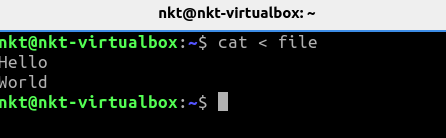 nkt@nkt-virtualbox: ~
nkt@nkt-virtualbox:~$ cat < file
Hello
World
nkt@nkt-virtualbox:~$